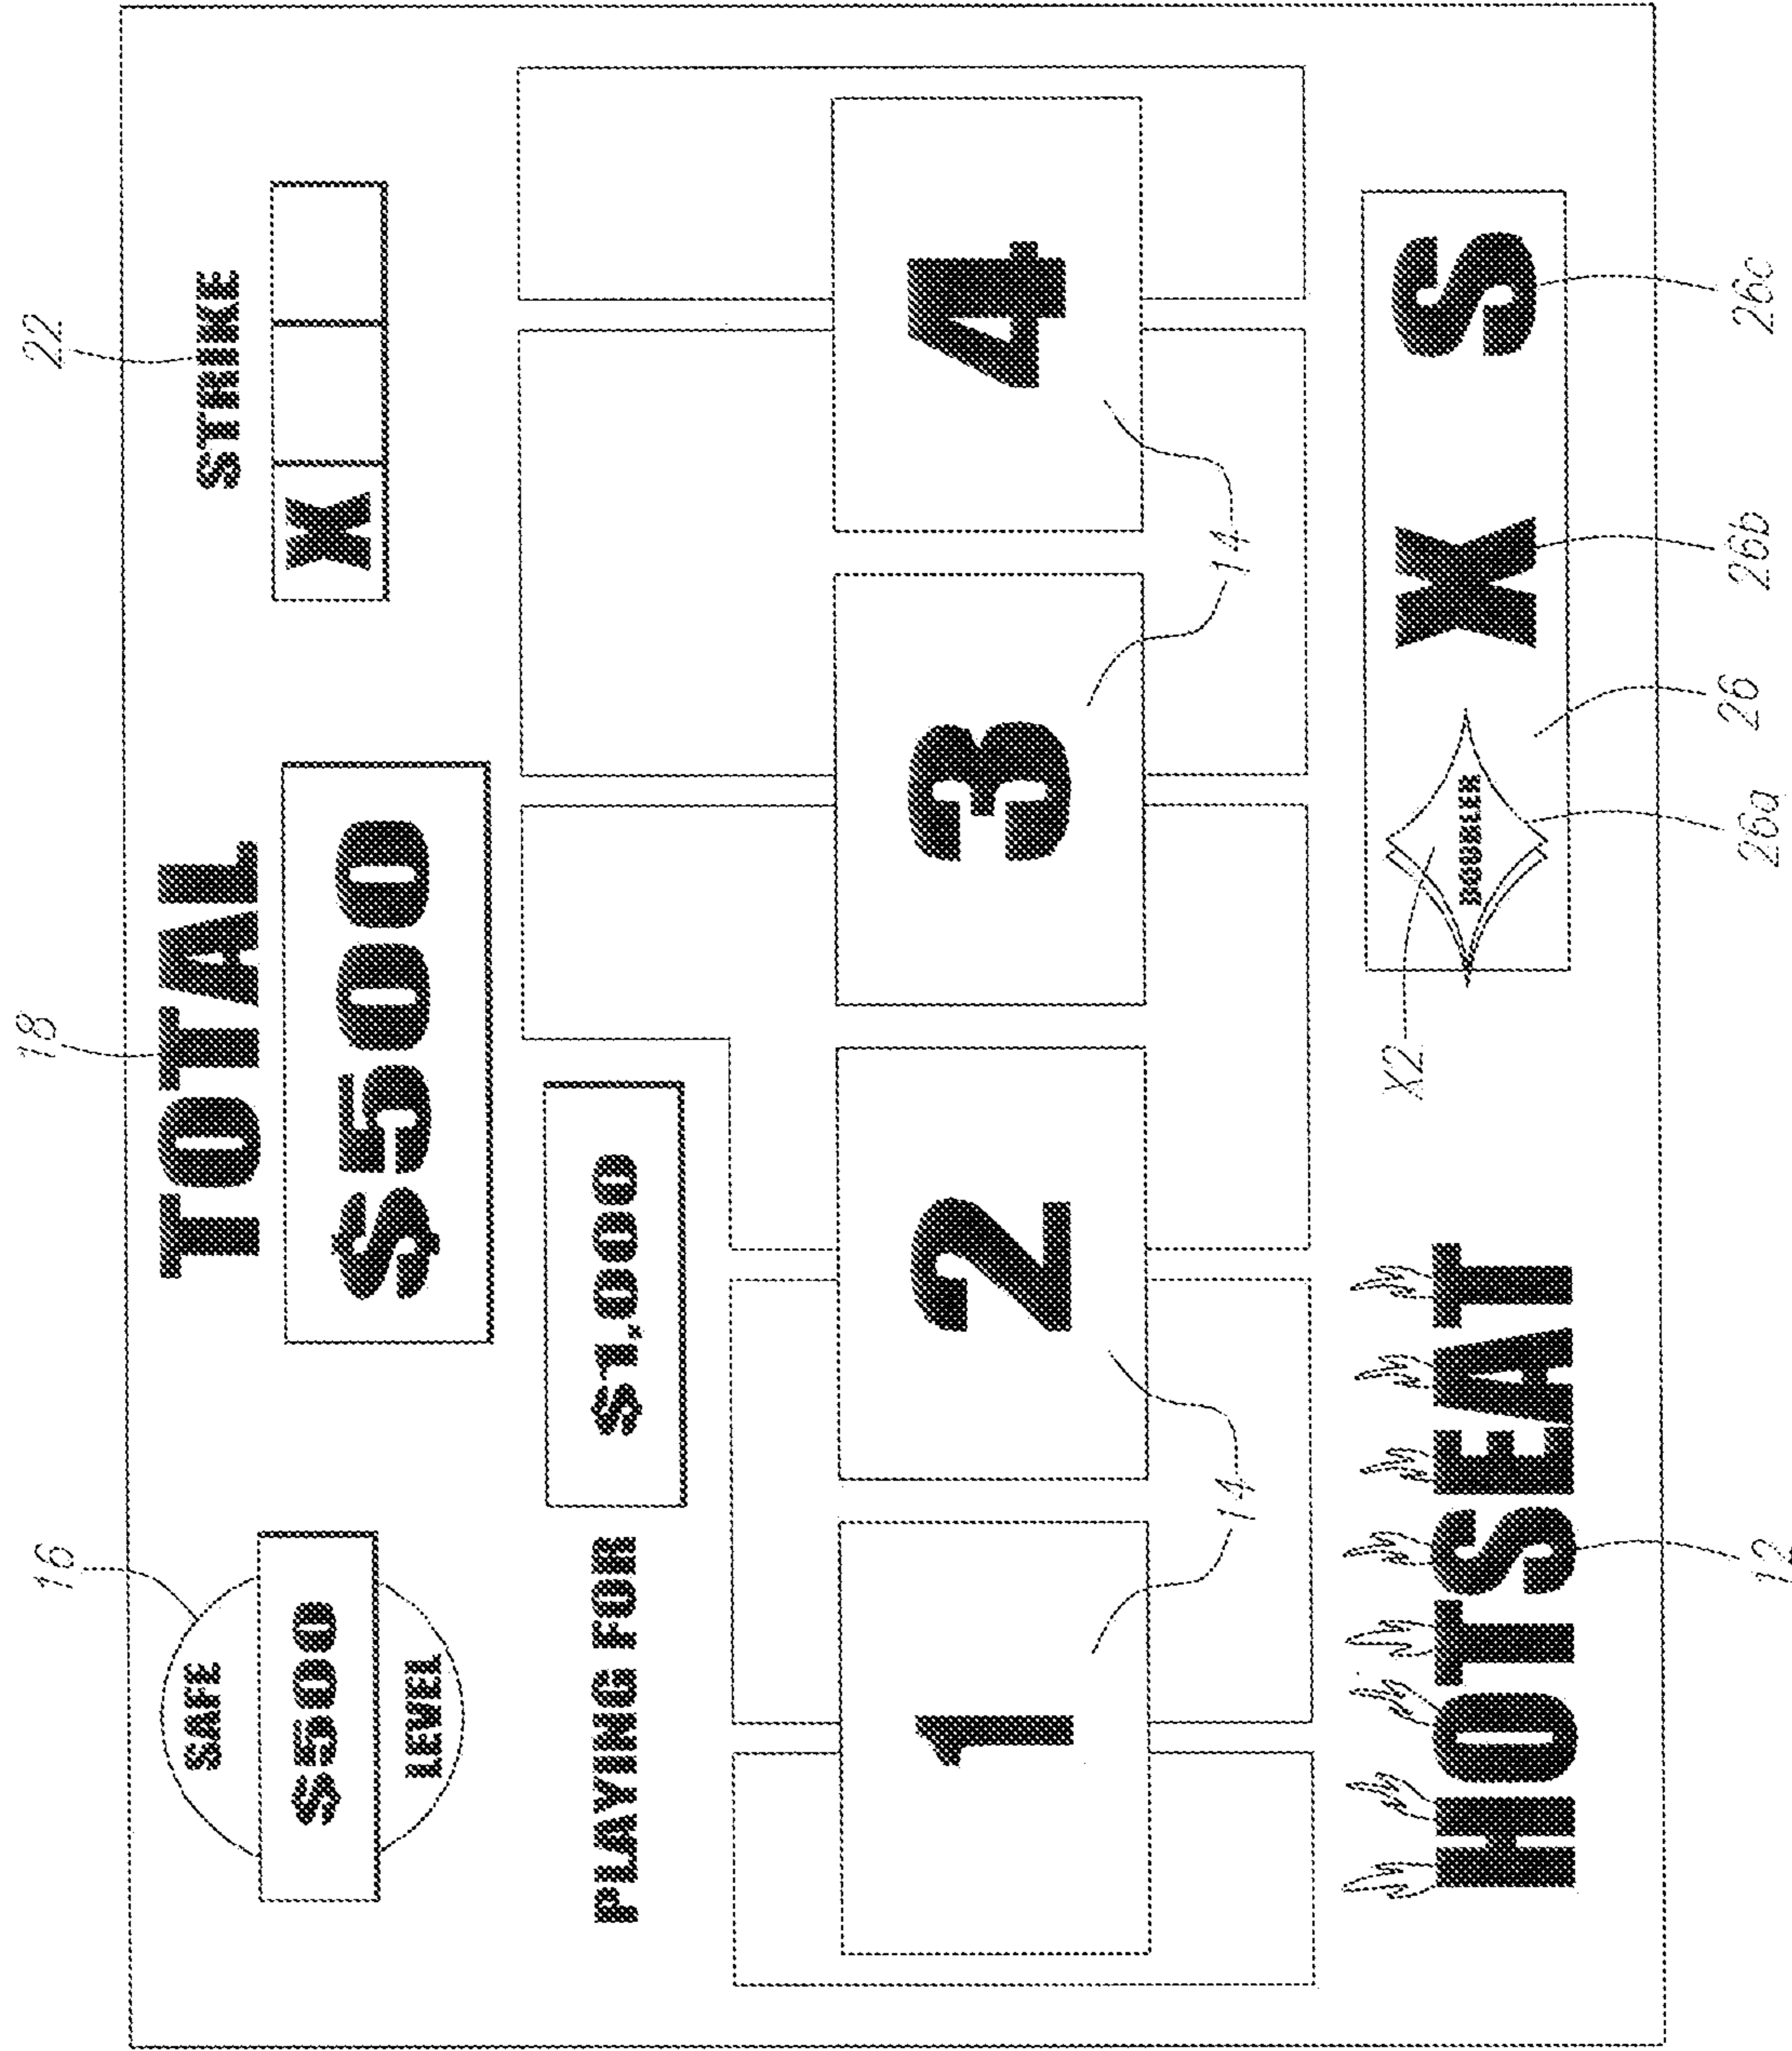 16
18
22
SAFE
$500
LEVEL
TOTAL
$500
STRIKE
X
PLAYING FOR
$1,000
1
2
3
4
14
14
HOTSEAT
X2
DOUBLER
X
S
12
26a
26
26b
26c